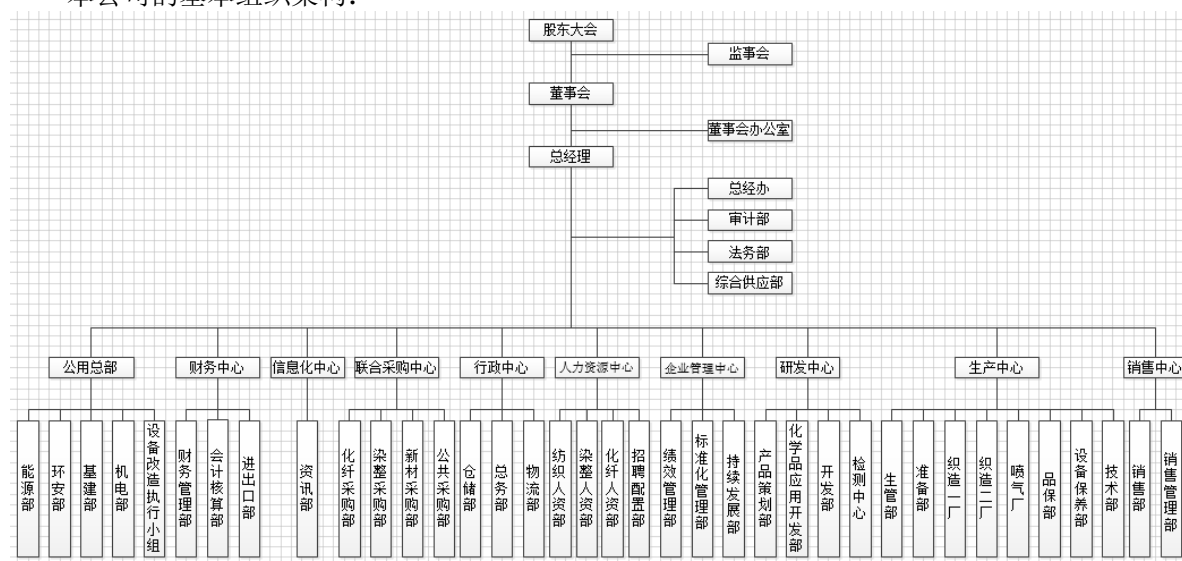 本公司的基本组织架构：
股东大会
监事会
董事会
董事会办公室
总经理
总经办
审计部
法务部
综合供应部
公用总部
财务中心
信息化中心
联合采购中心
行政中心
人力资源中心
企业管理中心
研发中心
生产中心
销售中心
能源部
环安部
基建部
机电部
设备改造执行小组
财务管理部
会计核算部
进出口部
资讯部
化纤采购部
染整采购部
新材采购部
公共采购部
仓储部
总务部
物流部
纺织人资部
染整人资部
化纤人资部
招聘配置部
绩效管理部
标准化管理部
持续发展部
产品策划部
化学品应用开发部
开发部
检测中心
生管部
准备部
织造一厂
织造二厂
喷气厂
品保部
设备保养部
技术部
销售部
销售管理部